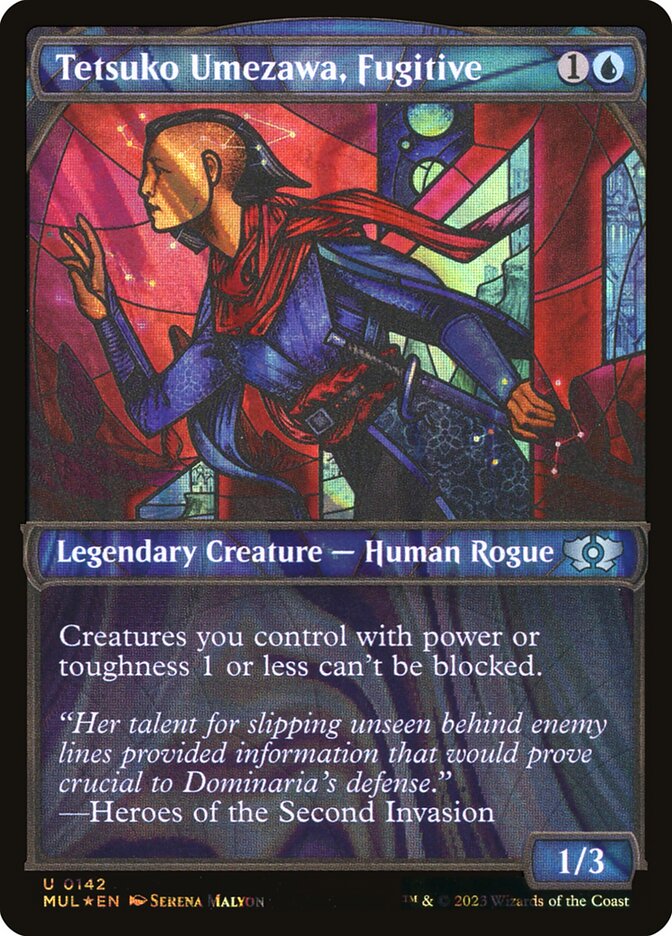 Tetsuko Umezawa, Fugitive 1
Legendary Creature — Human Rogue
Creatures you control with power or
toughness 1 or less can't be blocked.
“Her talent for slipping unseen behind enemy
lines provided information that would prove
crucial to Dominaria's defense.”
—Heroes of the Second Invasion
1/3
U 0142
MUL★EN Serena Malyon
™ & © 2023 Wizards of the Coast